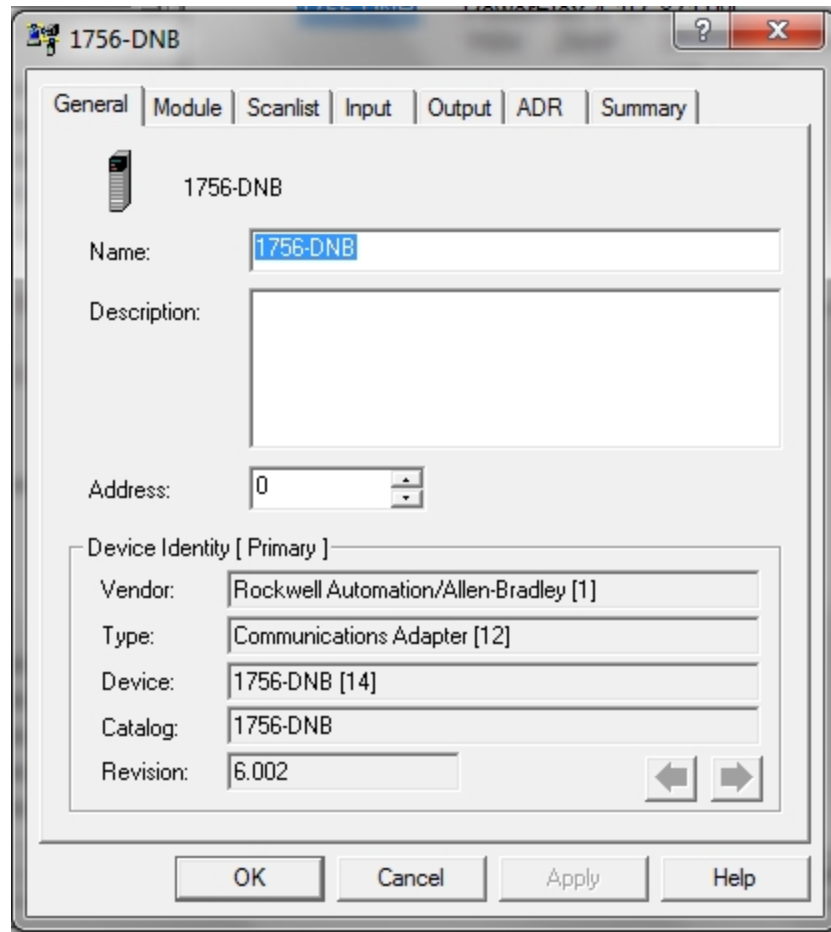 1756-DNB
General Module Scanlist Input Output ADR Summary
1756-DNB
Name: 1756-DNB
Description:
Address: 0
Device Identity [ Primary ]
Vendor: Rockwell Automation/Allen-Bradley [1]
Type: Communications Adapter [12]
Device: 1756-DNB [14]
Catalog: 1756-DNB
Revision: 6.002
OK Cancel Apply Help